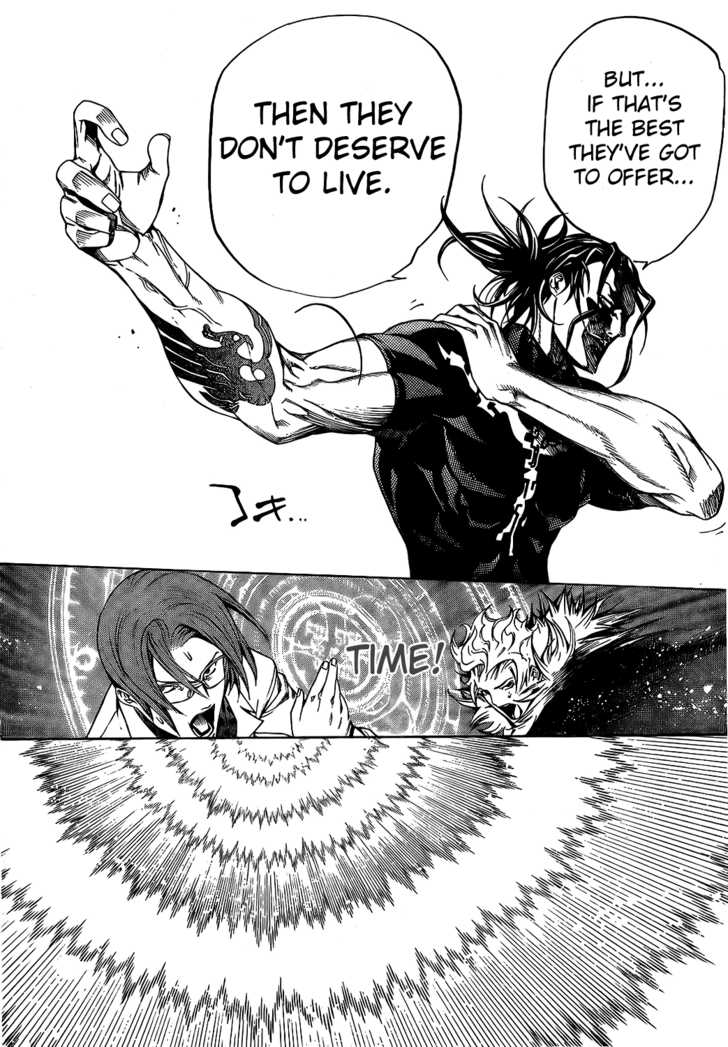 BUT...
IF THAT'S
THE BEST
THEY'VE GOT
TO OFFER...
THEN THEY
DON'T DESERVE
TO LIVE.
コキ...
TIME!